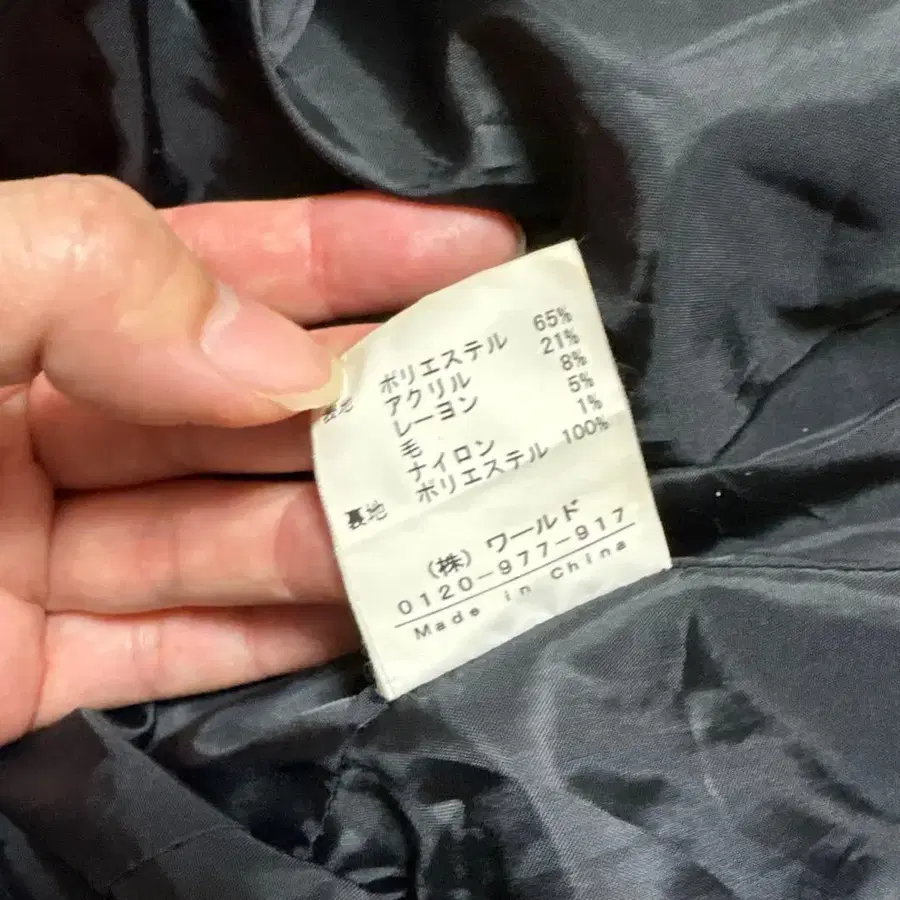 表地 ポリエステル 65%
アクリル 21%
レーヨン 8%
毛 5%
ナイロン 1%
裏地 ポリエステル 100%
(株) ワールド
0120-977-917
Made in China